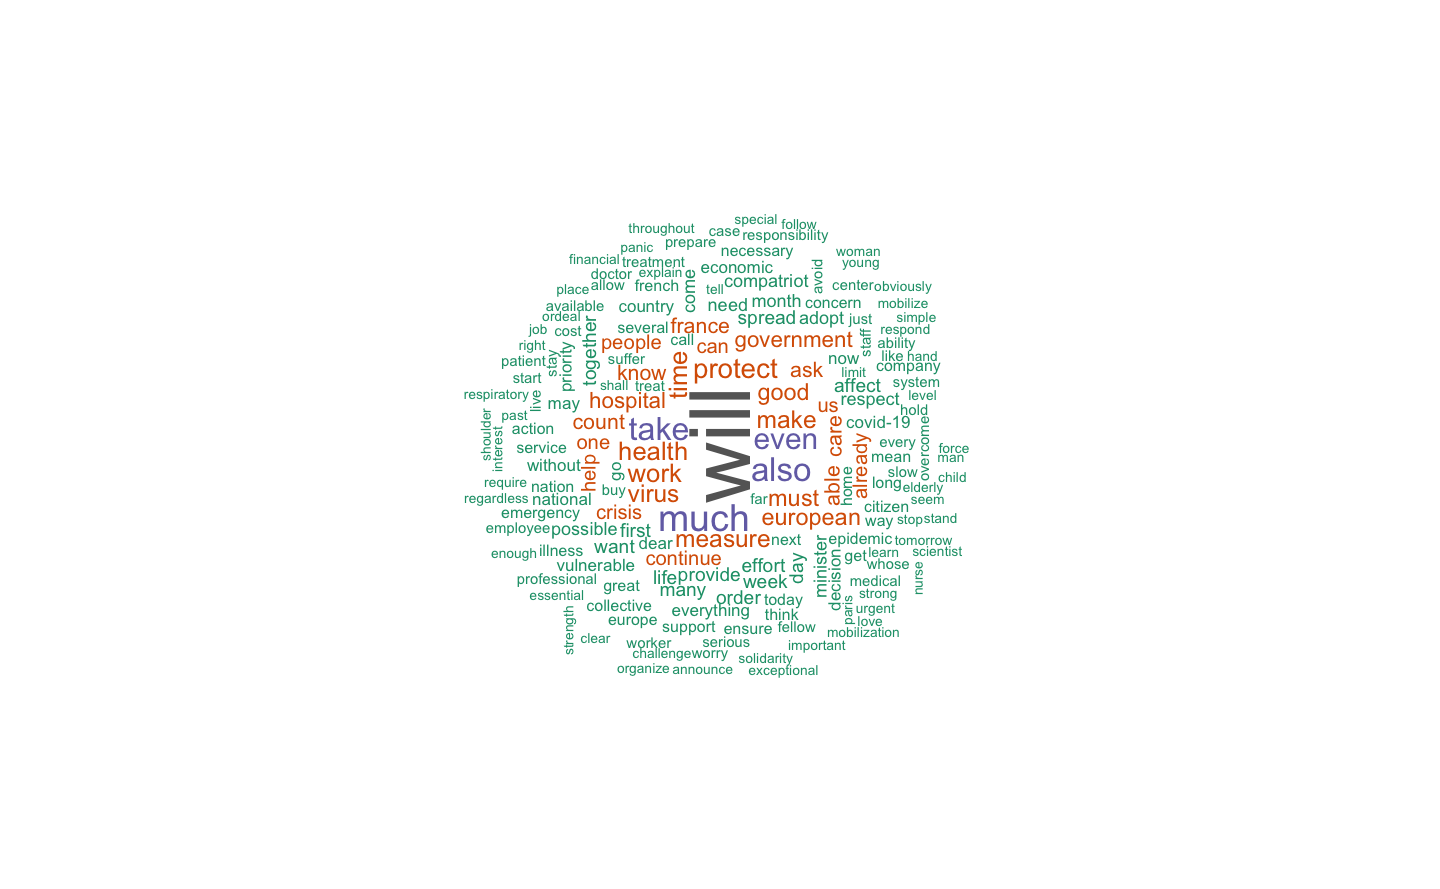 special
follow
throughout
case
responsibility
panic
prepare
necessary
woman
financial
treatment
economic
avoid
young
doctor
explain
come
compatriot
place
allow
french
tell
center
obviously
available
country
need
month
concern
mobilize
ordeal
several
france
spread
adopt
just
simple
job
cost
together
people
call
can
government
staff
respond
right
priority
suffer
time
protect
ask
now
ability
patient
stay
know
limit
like
hand
start
shall
treat
good
affect
company
respiratory
live
may
hospital
will
us
respect
system
level
past
count
take
make
care
covid-19
hold
shoulder
interest
action
one
even
already
every
overcome
service
health
also
able
mean
force
man
without
help
go
work
home
slow
child
require
nation
buy
virus
far
must
long
elderly
regardless
national
crisis
much
european
citizen
seem
emergency
possible
first
way
stop
stand
employee
want
dear
measure
next
epidemic
tomorrow
enough
illness
continue
minister
get
learn
scientist
vulnerable
life
provide
effort
day
decision
whose
professional
great
many
week
medical
nurse
essential
order
today
paris
strong
collective
everything
think
urgent
strength
europe
support
ensure
fellow
love
clear
worker
serious
mobilization
challenge
worry
solidarity
important
organize
announce
exceptional